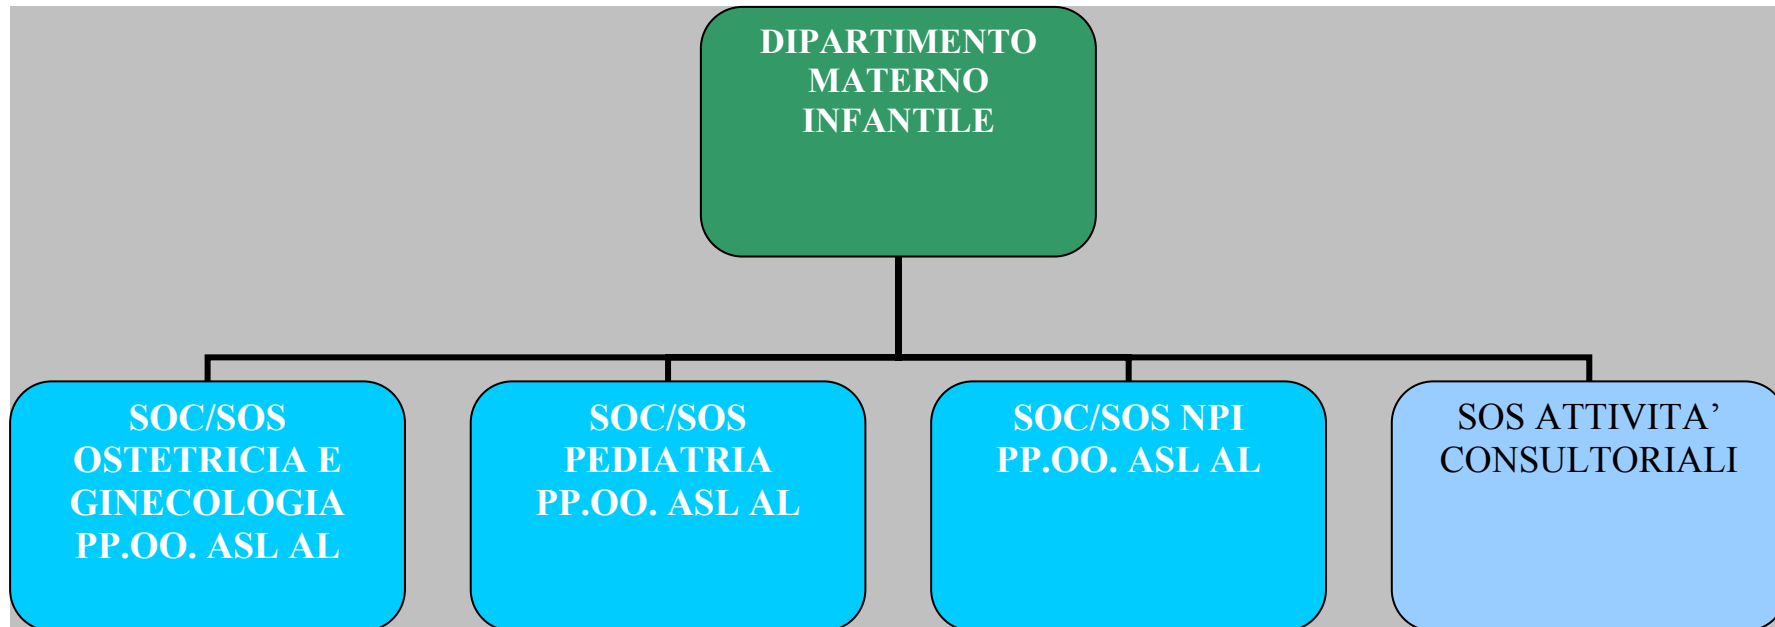 DIPARTIMENTO
MATERNO
INFANTILE
SOC/SOS
OSTETRICIA E
GINECOLOGIA
PP.OO. ASL AL
SOC/SOS
PEDIATRIA
PP.OO. ASL AL
SOC/SOS NPI
PP.OO. ASL AL
SOS ATTIVITA’
CONSULTORIALI